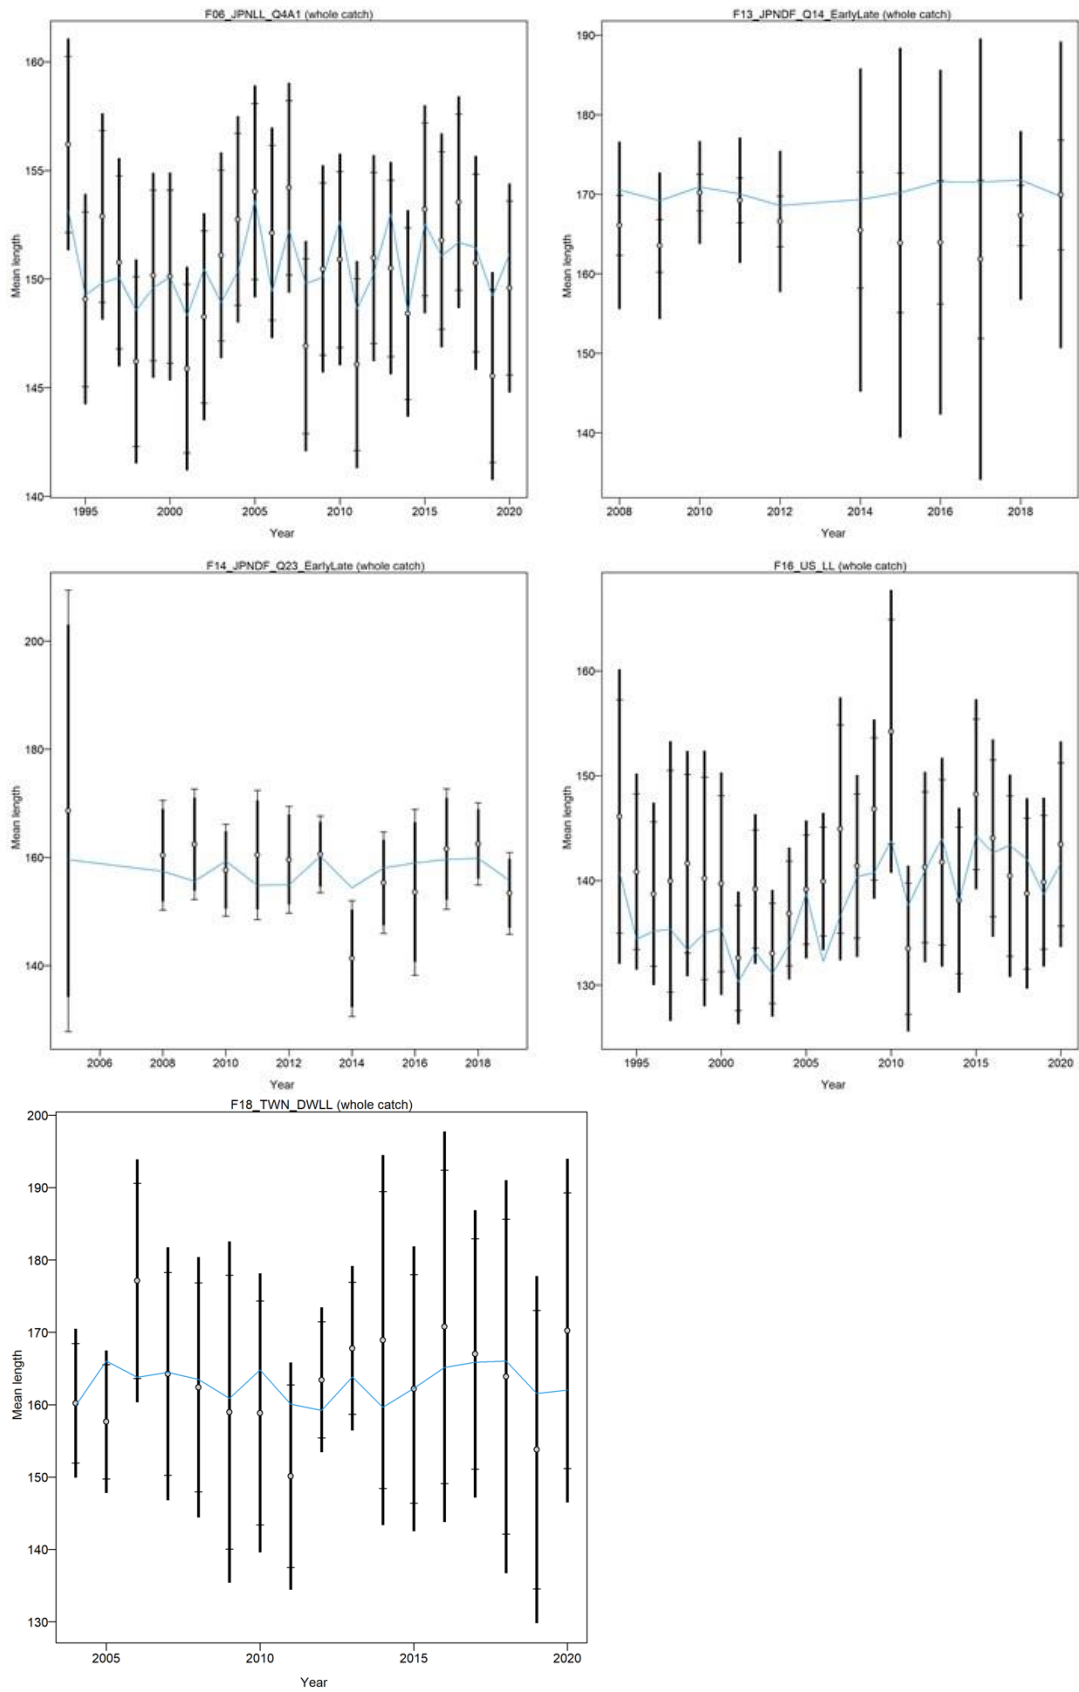 F06_JPNLL_Q4A1 (whole catch)
160
155
150
145
140
Mean length
1995 2000 2005 2010 2015 2020
Year
F13_JPNDF_Q14_EarlyLate (whole catch)
190
180
170
160
150
140
Mean length
2008 2010 2012 2014 2016 2018
Year
F14_JPNDF_Q23_EarlyLate (whole catch)
200
180
160
140
Mean length
2006 2008 2010 2012 2014 2016 2018
Year
F16_US_LL (whole catch)
160
150
140
130
Mean length
1995 2000 2005 2010 2015 2020
Year
F18_TWN_DWLL (whole catch)
200
190
180
170
160
150
140
130
Mean length
2005 2010 2015 2020
Year